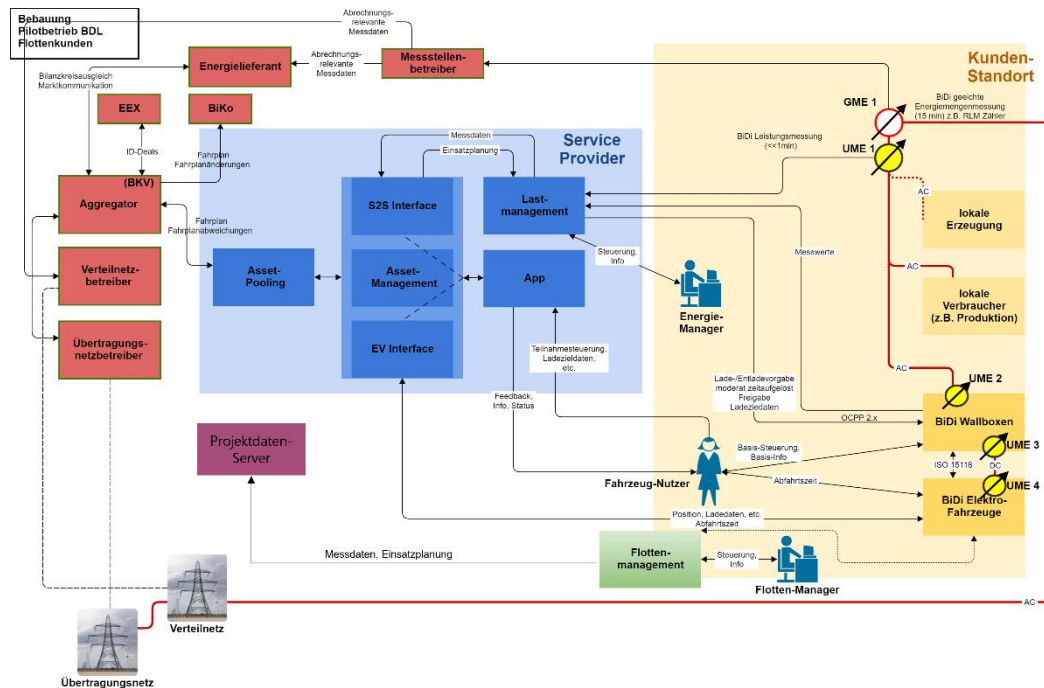 Bebauung
Pilotbetrieb BDL
Flottenkunden
Abrechnungs-
relevante
Messdaten
Abrechnungs-
relevante
Messdaten
Bilanzkreisausgleich
Marktkommunikation
Energielieferant
Messstellen-
betreiber
EEX
BiKo
ID-Deals
Fahrplan
Fahrplanänderungen
(BKV)
Aggregator
Fahrplan
Fahrplanabweichungen
Verteilnetz-
betreiber
Übertragungs-
netzbetreiber
Service
Provider
Messdaten
Einsatzplanung
S2S Interface
Last-
management
Asset-
Pooling
Asset-
Management
App
EV Interface
Kunden-
Standort
GME 1
BiDi geeichte
Energiemengenmessung
(15 min) z.B. RLM Zähler
BiDi Leistungsmessung
(<<1min)
UME 1
AC
lokale
Erzeugung
Messwerte
Steuerung,
Info
AC
Energie-
Manager
lokale
Verbraucher
(z.B. Produktion)
Teilnahmesteuerung,
Ladezieldaten,
etc.
AC
Lade-/Entladevorgabe
moderat zeitaufgelöst
Freigabe
Ladeziedaten
UME 2
OCPP 2.x
BiDi Wallboxen
Feedback,
Info, Status
Projektdaten-
Server
Basis-Steuerung,
Basis-Info
UME 3
ISO 15118
DC
Fahrzeug-Nutzer
Abfahrtszeit
UME 4
BiDi Elektro-
Fahrzeuge
Position, Ladedaten, etc.
Abfahrtszeit
Messdaten, Einsatzplanung
Flotten-
management
Steuerung,
Info
Flotten-Manager
AC
Verteilnetz
Übertragungsnetz